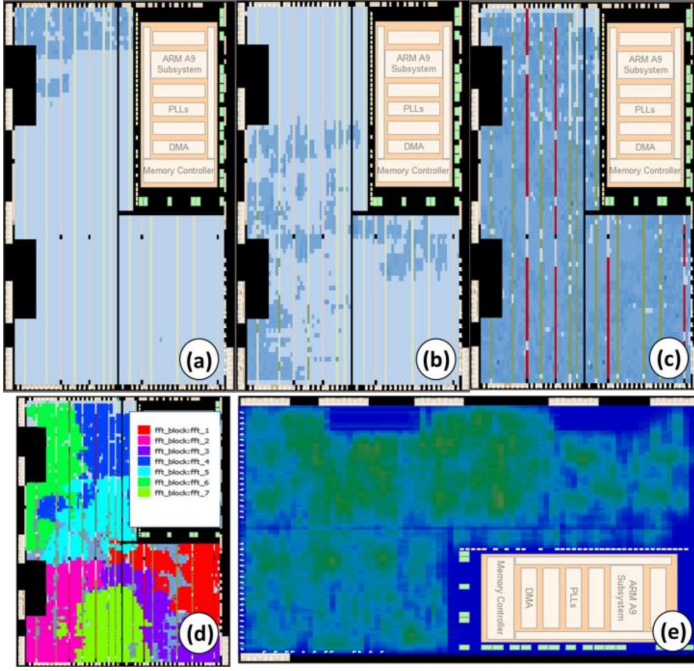 ARM A9
Subsystem
PLLs
DMA
Memory Controller
(a)
ARM A9
Subsystem
PLLs
DMA
Memory Controller
(b)
ARM A9
Subsystem
PLLs
DMA
Memory Controller
(c)
fft_block:fft_1
fft_block:fft_2
fft_block:fft_3
fft_block:fft_4
fft_block:fft_5
fft_block:fft_6
fft_block:fft_7
(d)
Memory Controller
DMA
PLLs
ARM A9
Subsystem
(e)